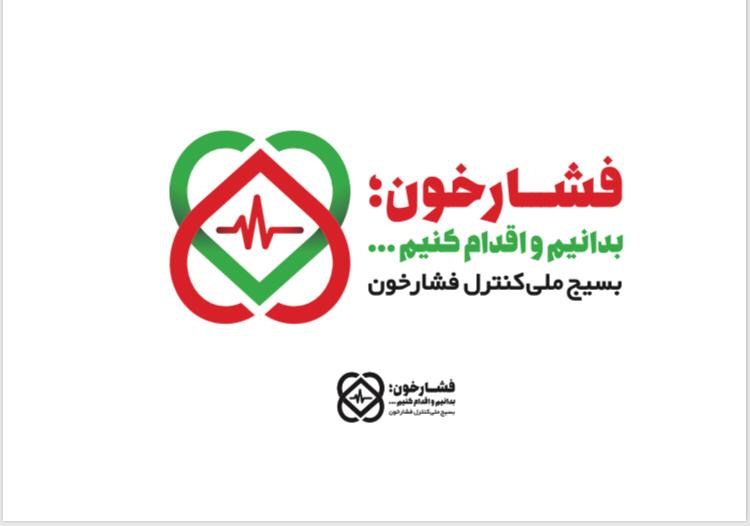 فشارخون؛
بدانیم و اقدام کنیم ...
بسیج ملی کنترل فشارخون
فشارخون؛
بدانیم و اقدام کنیم ...
بسیج ملی کنترل فشارخون